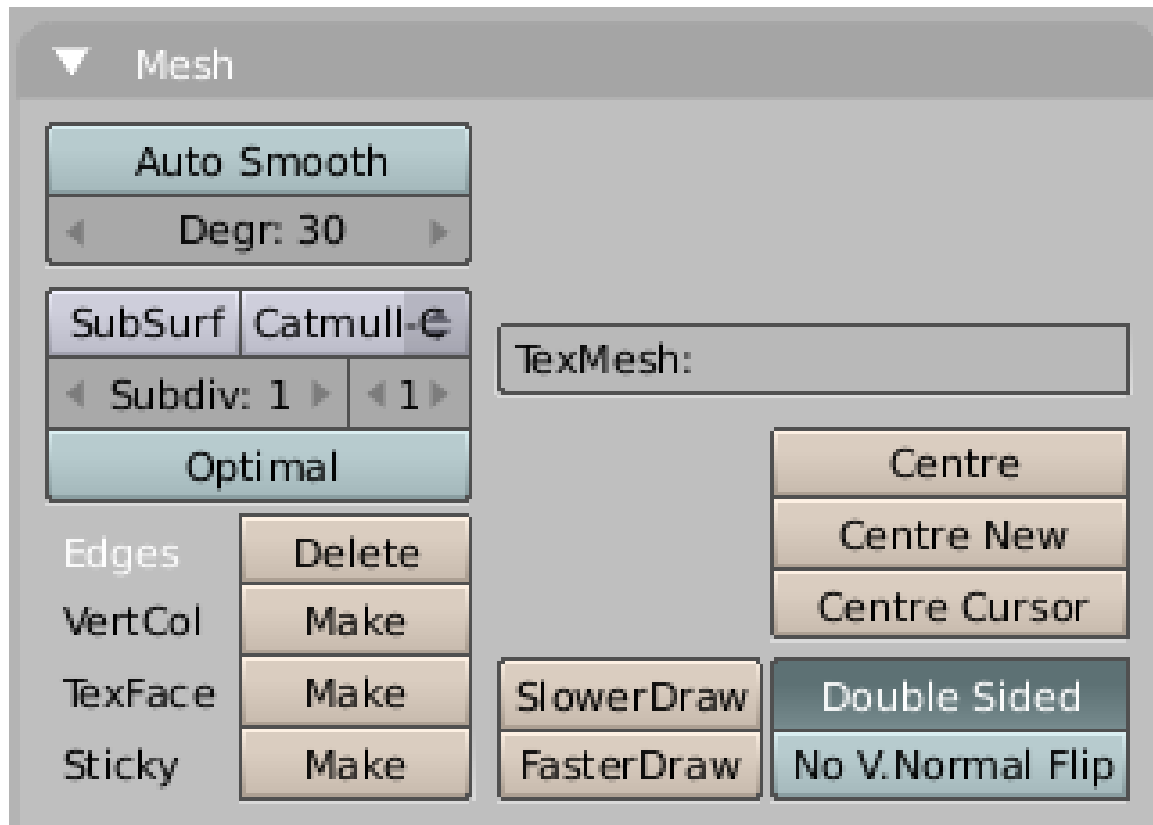 Mesh
Auto Smooth
Degr: 30
SubSurf Catmull-C
Subdiv: 1 1
Optimal
TexMesh:
Edges Delete
VertCol Make
TexFace Make
Sticky Make
Centre
Centre New
Centre Cursor
SlowerDraw Double Sided
FasterDraw No V.Normal Flip